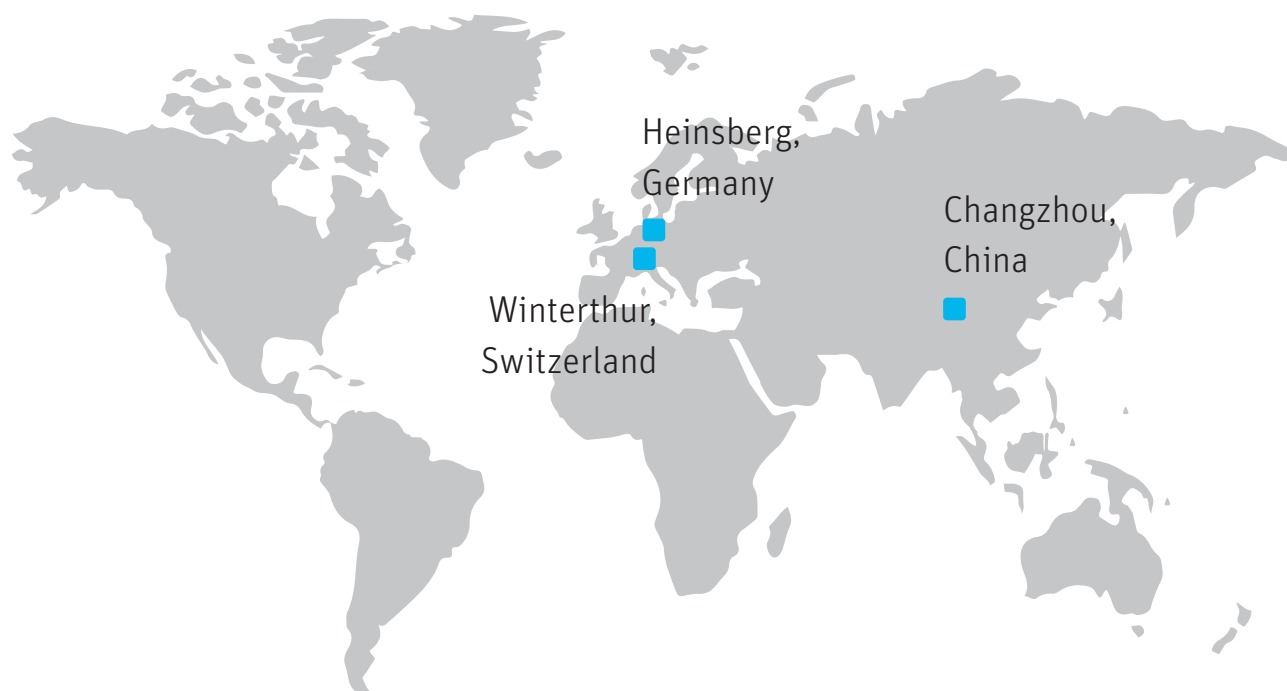 Heinsberg,
Germany
Changzhou,
China
Winterthur,
Switzerland